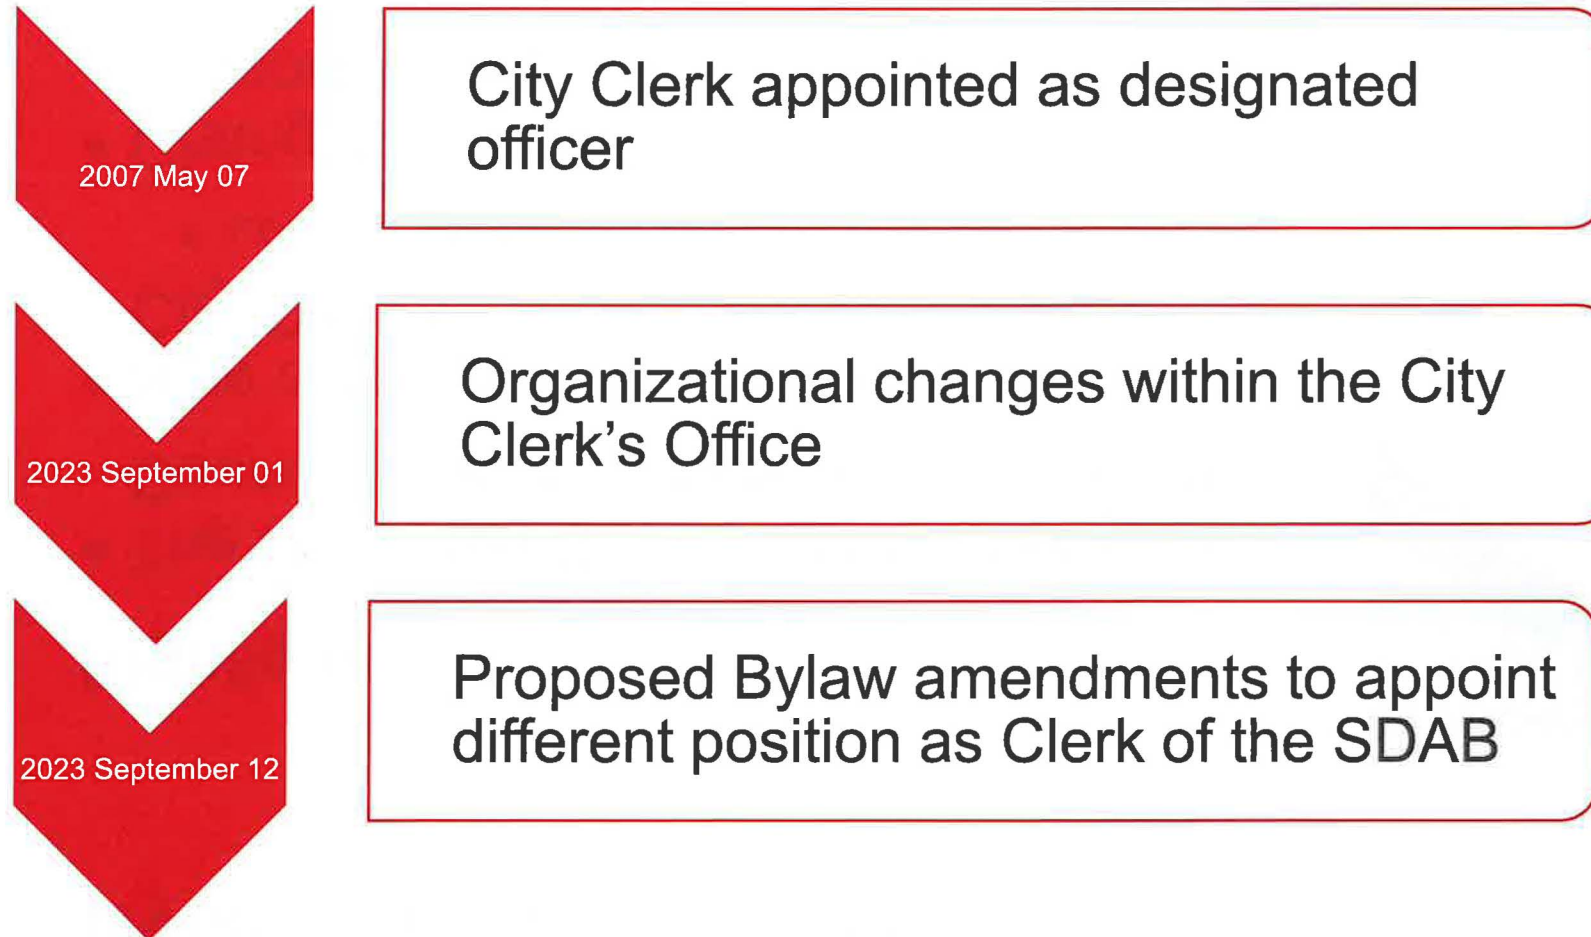 2007 May 07
City Clerk appointed as designated
officer
2023 September 01
Organizational changes within the City
Clerk’s Office
2023 September 12
Proposed Bylaw amendments to appoint
different position as Clerk of the SDAB